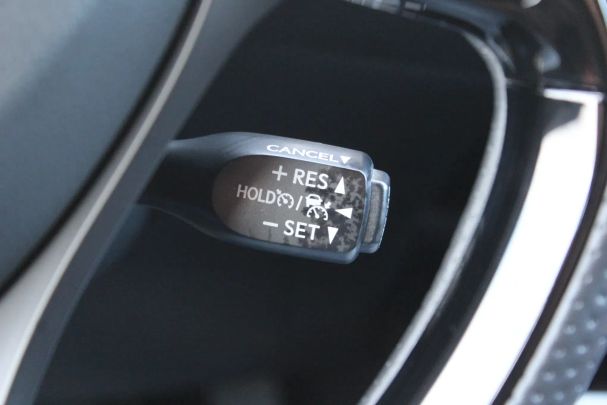 CANCEL▼
+ RES ▲
HOLD / ◀
− SET ▼